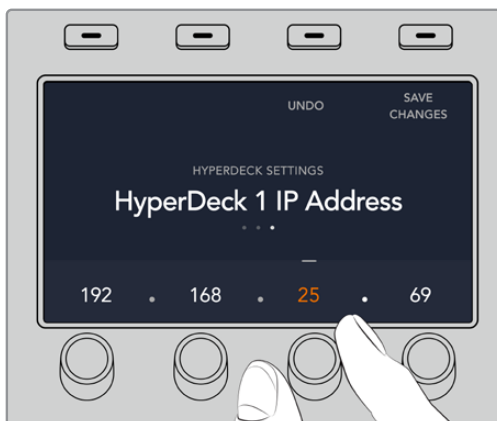 UNDO
SAVE
CHANGES
HYPERDECK SETTINGS
HyperDeck 1 IP Address
192 . 168 . 25 . 69